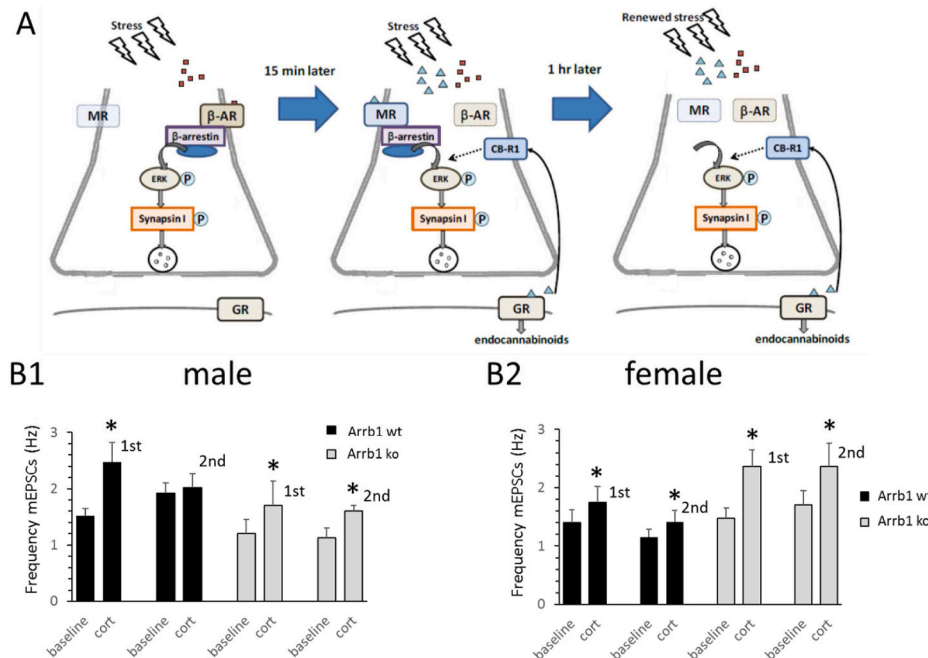 A
Stress
Stress
Renewed stress
15 min later
1 hr later
MR
β-AR
β-arrestin
ERK
P
Synapsin I
P
GR
MR
β-AR
β-arrestin
CB-R1
ERK
P
Synapsin I
P
GR
endocannabinoids
MR
β-AR
CB-R1
ERK
P
Synapsin I
P
GR
endocannabinoids
B1
male
Frequency mEPSCs (Hz)
3
2
1
0
*
1st
2nd
*
1st
*
2nd
Arrb1 wt
Arrb1 ko
baseline
cort
baseline
cort
baseline
cort
baseline
cort
B2
female
Frequency mEPSCs (Hz)
3
2
1
0
*
1st
*
2nd
*
1st
*
2nd
Arrb1 wt
Arrb1 ko
baseline
cort
baseline
cort
baseline
cort
baseline
cort